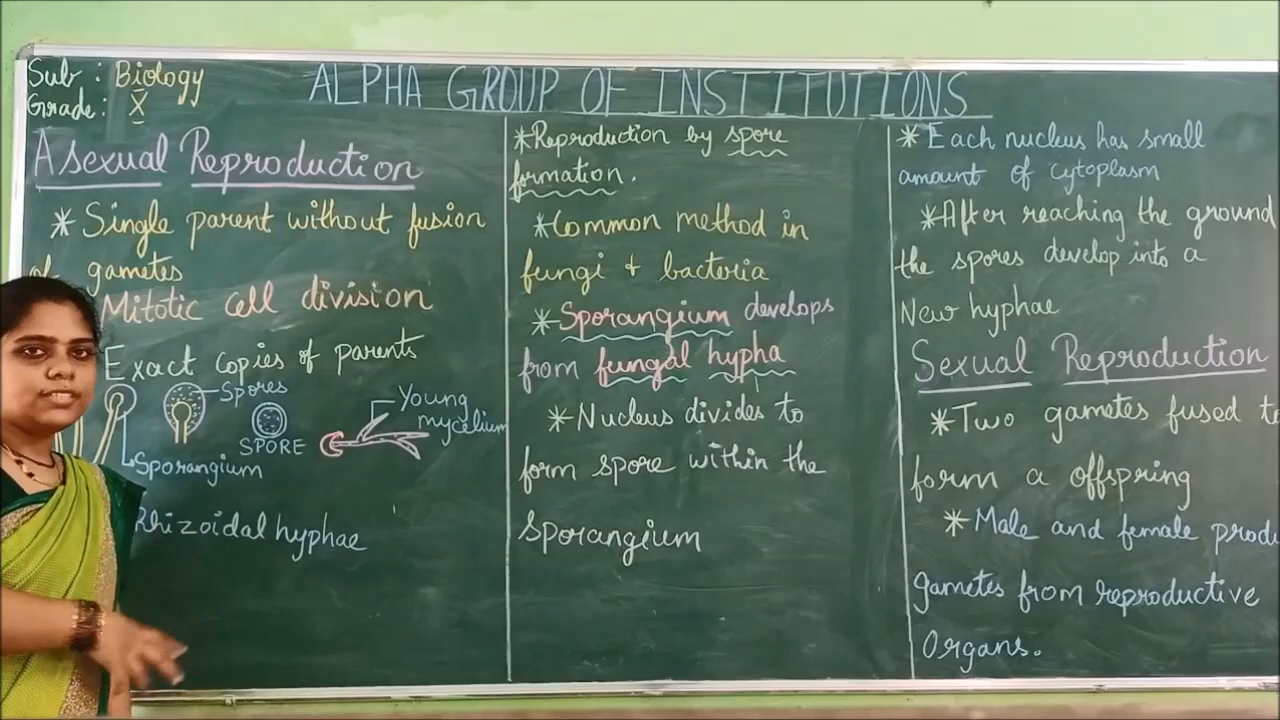 Sub : Biology
Grade: X
ALPHA GROUP OF INSTITUTIONS
Asexual Reproduction
* Single parent without fusion
of gametes
Mitotic cell division
Exact copies of parents
Spores
SPORE
Young
mycelium
Sporangium
Rhizoidal hyphae
* Reproduction by spore
formation.
* Common method in
fungi + bacteria
* Sporangium develops
from fungal hypha
* Nucleus divides to
form spore within the
sporangium
* Each nucleus has small
amount of cytoplasm
* After reaching the ground
the spores develop into a
New hyphae
Sexual Reproduction
* Two gametes fused to
form a offspring
* Male and female produ
gametes from reproductive
Organs.